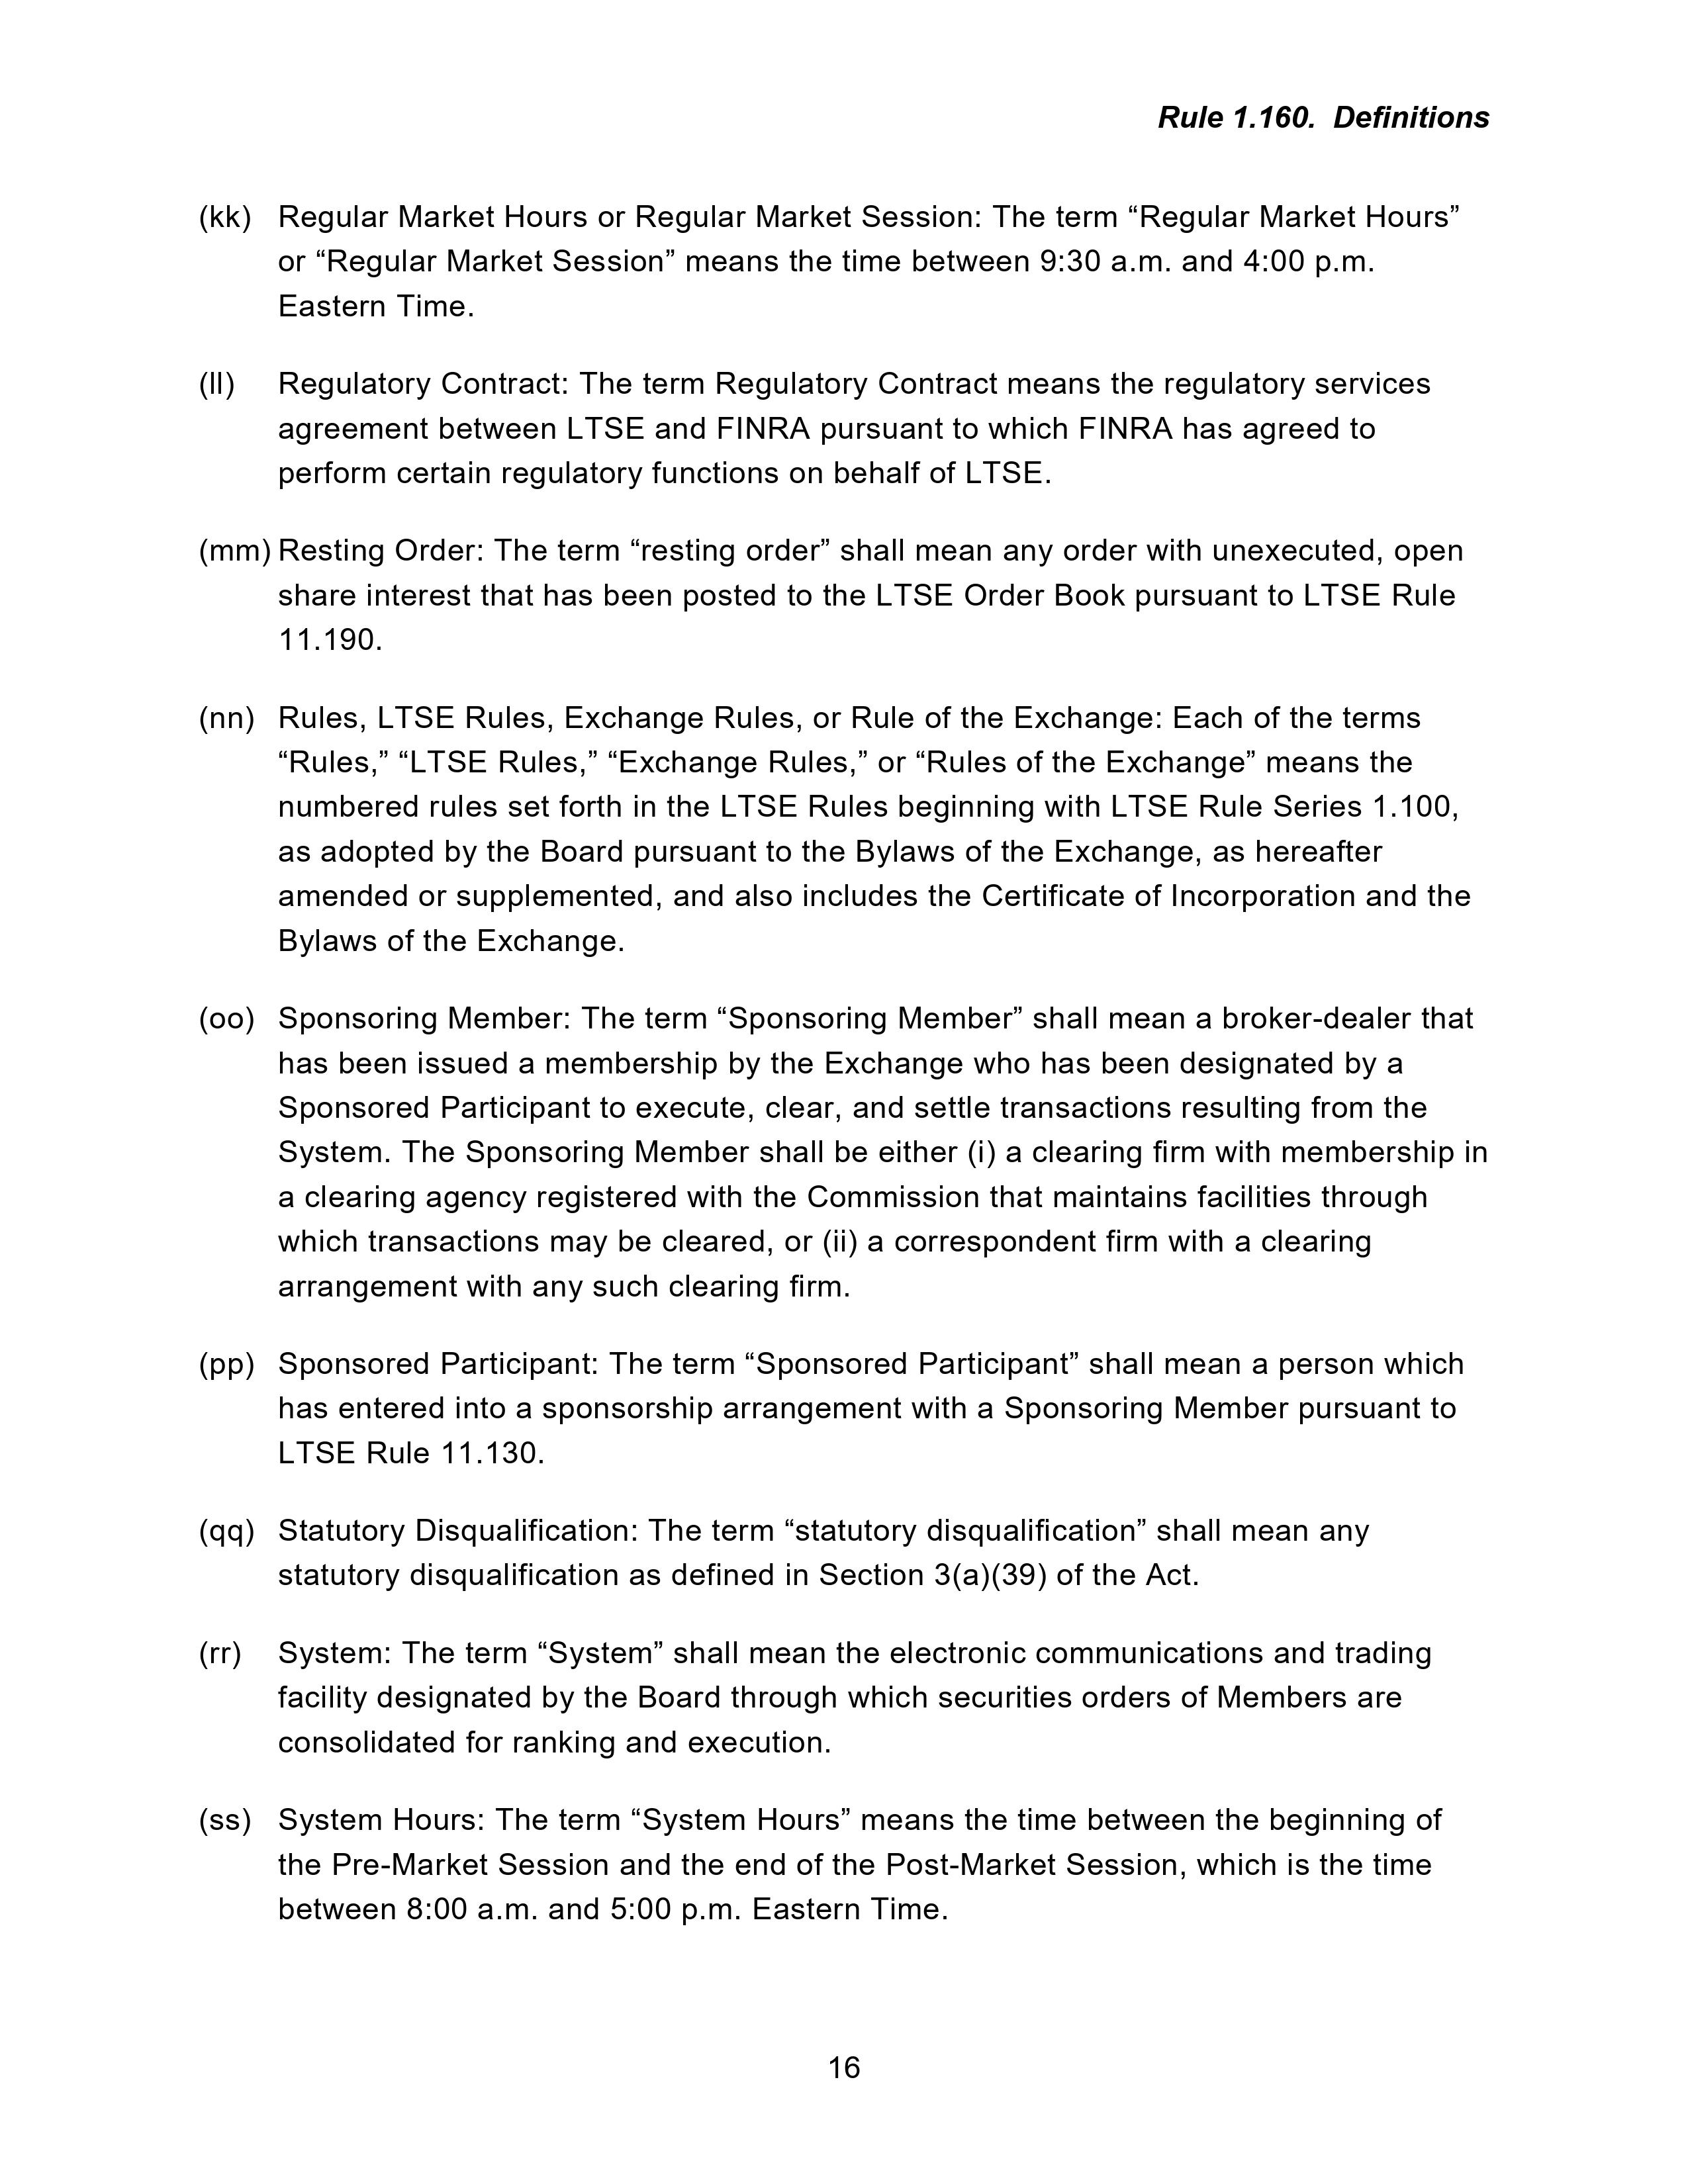 Rule 1.160.  Definitions
(kk) Regular Market Hours or Regular Market Session: The term “Regular Market Hours”
or “Regular Market Session” means the time between 9:30 a.m. and 4:00 p.m.
Eastern Time.
(ll) Regulatory Contract: The term Regulatory Contract means the regulatory services
agreement between LTSE and FINRA pursuant to which FINRA has agreed to
perform certain regulatory functions on behalf of LTSE.
(mm) Resting Order: The term “resting order” shall mean any order with unexecuted, open
share interest that has been posted to the LTSE Order Book pursuant to LTSE Rule
11.190.
(nn) Rules, LTSE Rules, Exchange Rules, or Rule of the Exchange: Each of the terms
“Rules,” “LTSE Rules,” “Exchange Rules,” or “Rules of the Exchange” means the
numbered rules set forth in the LTSE Rules beginning with LTSE Rule Series 1.100,
as adopted by the Board pursuant to the Bylaws of the Exchange, as hereafter
amended or supplemented, and also includes the Certificate of Incorporation and the
Bylaws of the Exchange.
(oo) Sponsoring Member: The term “Sponsoring Member” shall mean a broker-dealer that
has been issued a membership by the Exchange who has been designated by a
Sponsored Participant to execute, clear, and settle transactions resulting from the
System. The Sponsoring Member shall be either (i) a clearing firm with membership in
a clearing agency registered with the Commission that maintains facilities through
which transactions may be cleared, or (ii) a correspondent firm with a clearing
arrangement with any such clearing firm.
(pp) Sponsored Participant: The term “Sponsored Participant” shall mean a person which
has entered into a sponsorship arrangement with a Sponsoring Member pursuant to
LTSE Rule 11.130.
(qq) Statutory Disqualification: The term “statutory disqualification” shall mean any
statutory disqualification as defined in Section 3(a)(39) of the Act.
(rr) System: The term “System” shall mean the electronic communications and trading
facility designated by the Board through which securities orders of Members are
consolidated for ranking and execution.
(ss) System Hours: The term “System Hours” means the time between the beginning of
the Pre-Market Session and the end of the Post-Market Session, which is the time
between 8:00 a.m. and 5:00 p.m. Eastern Time.
16